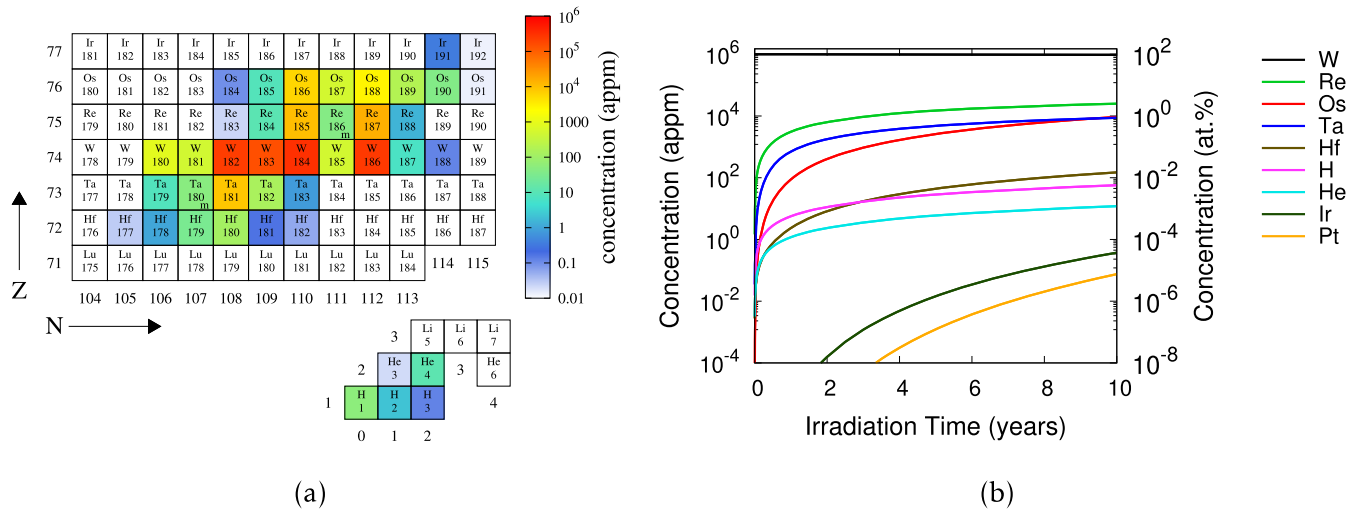 77 Ir 181 Ir 182 Ir 183 Ir 184 Ir 185 Ir 186 Ir 187 Ir 188 Ir 189 Ir 190 Ir 191 Ir 192
76 Os 180 Os 181 Os 182 Os 183 Os 184 Os 185 Os 186 Os 187 Os 188 Os 189 Os 190 Os 191
75 Re 179 Re 180 Re 181 Re 182 Re 183 Re 184 Re 185 Re 186 m Re 187 Re 188 Re 189 Re 190
74 W 178 W 179 W 180 W 181 W 182 W 183 W 184 W 185 W 186 W 187 W 188 W 189
73 Ta 177 Ta 178 Ta 179 Ta 180 m Ta 181 Ta 182 Ta 183 Ta 184 Ta 185 Ta 186 Ta 187 Ta 188
72 Hf 176 Hf 177 Hf 178 Hf 179 Hf 180 Hf 181 Hf 182 Hf 183 Hf 184 Hf 185 Hf 186 Hf 187
71 Lu 175 Lu 176 Lu 177 Lu 178 Lu 179 Lu 180 Lu 181 Lu 182 Lu 183 Lu 184 114 115
104 105 106 107 108 109 110 111 112 113
Z
N
3 Li 5 Li 6 Li 7
2 He 3 He 4 3 He 6
1 H 1 H 2 H 3 4
0 1 2
10^6
10^5
10^4
1000
100
10
1
0.1
0.01
concentration (appm)
(a)
Concentration (appm)
10^6
10^4
10^2
10^0
10^-2
10^-4
0 2 4 6 8 10
Irradiation Time (years)
10^2
10^0
10^-2
10^-4
10^-6
10^-8
Concentration (at.%)
W
Re
Os
Ta
Hf
H
He
Ir
Pt
(b)